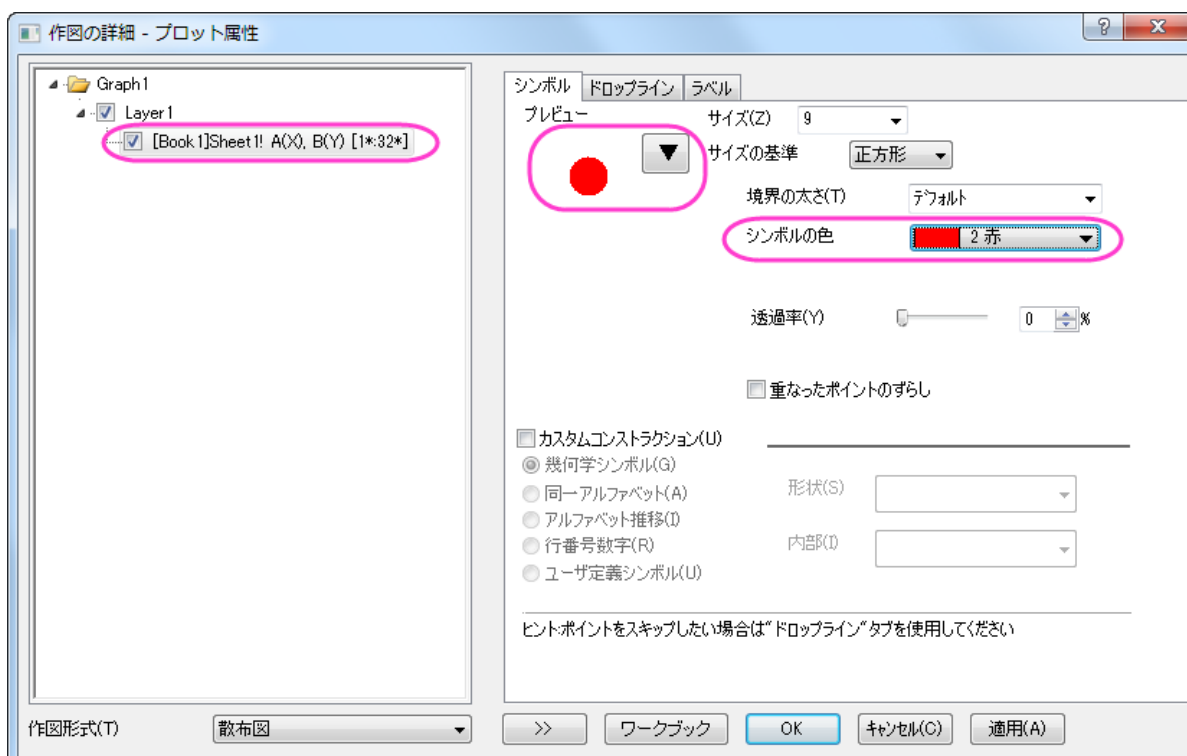 作図の詳細 - プロット属性
Graph1
Layer1
[Book1]Sheet1! A(X), B(Y) [1*:32*]
シンボル ドロップライン ラベル
プレビュー
サイズ(Z) 9
サイズの基準 正方形
境界の太さ(T) デフォルト
シンボルの色 2 赤
透過率(Y) 0 %
重なったポイントのずらし
カスタムコンストラクション(U)
幾何学シンボル(G)
同一アルファベット(A)
アルファベット推移(I)
行番号数字(R)
ユーザ定義シンボル(U)
形状(S)
内部(I)
ヒント:ポイントをスキップしたい場合は"ドロップライン"タブを使用してください
作図形式(T) 散布図 >> ワークブック OK キャンセル(C) 適用(A)